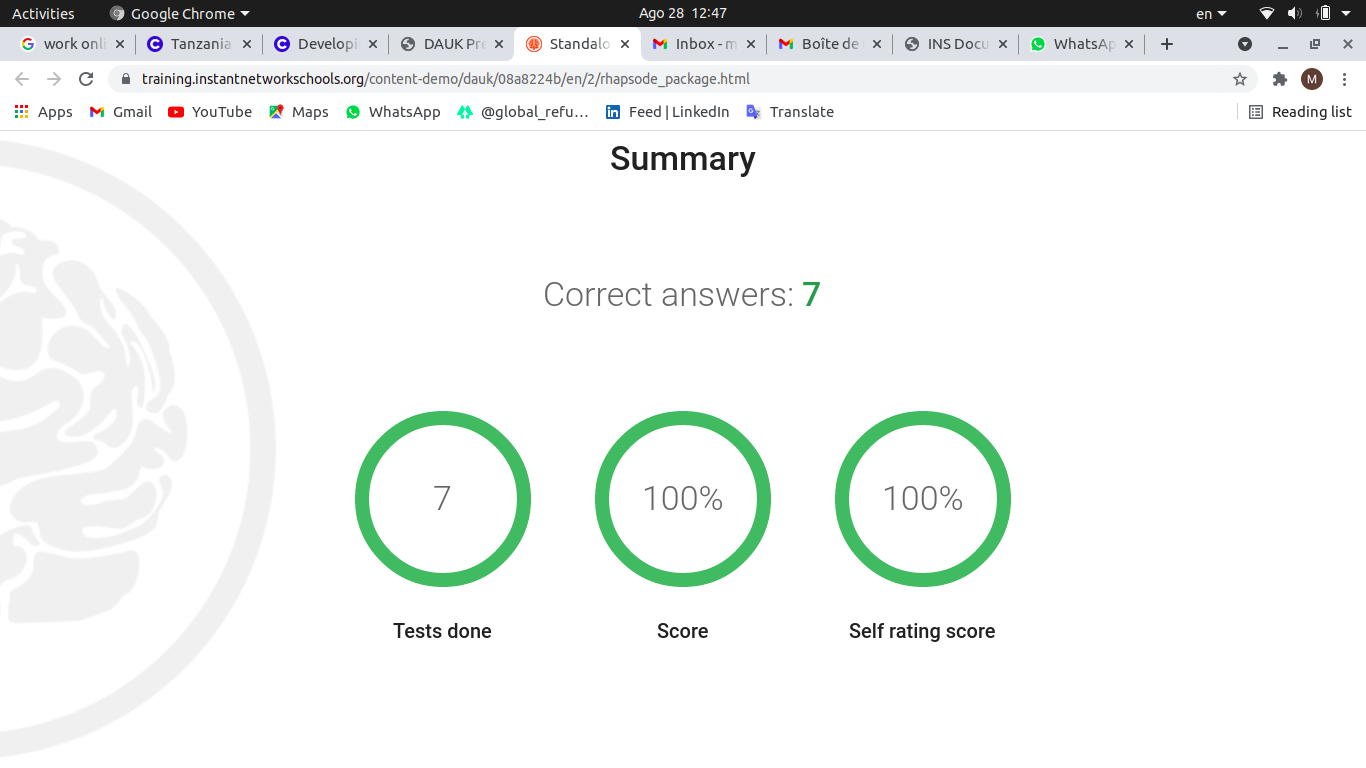 Activities Google Chrome Ago 28 12:47 en
work onli Tanzania Developi DAUK Pre Standalo Inbox - m Boîte de INS Docu WhatsAp
training.instantnetworkschools.org/content-demo/dauk/08a8224b/en/2/rhapsode_package.html M
Apps Gmail YouTube Maps WhatsApp @global_refu... Feed | LinkedIn Translate Reading list
Summary
Correct answers: 7
7 100% 100%
Tests done Score Self rating score